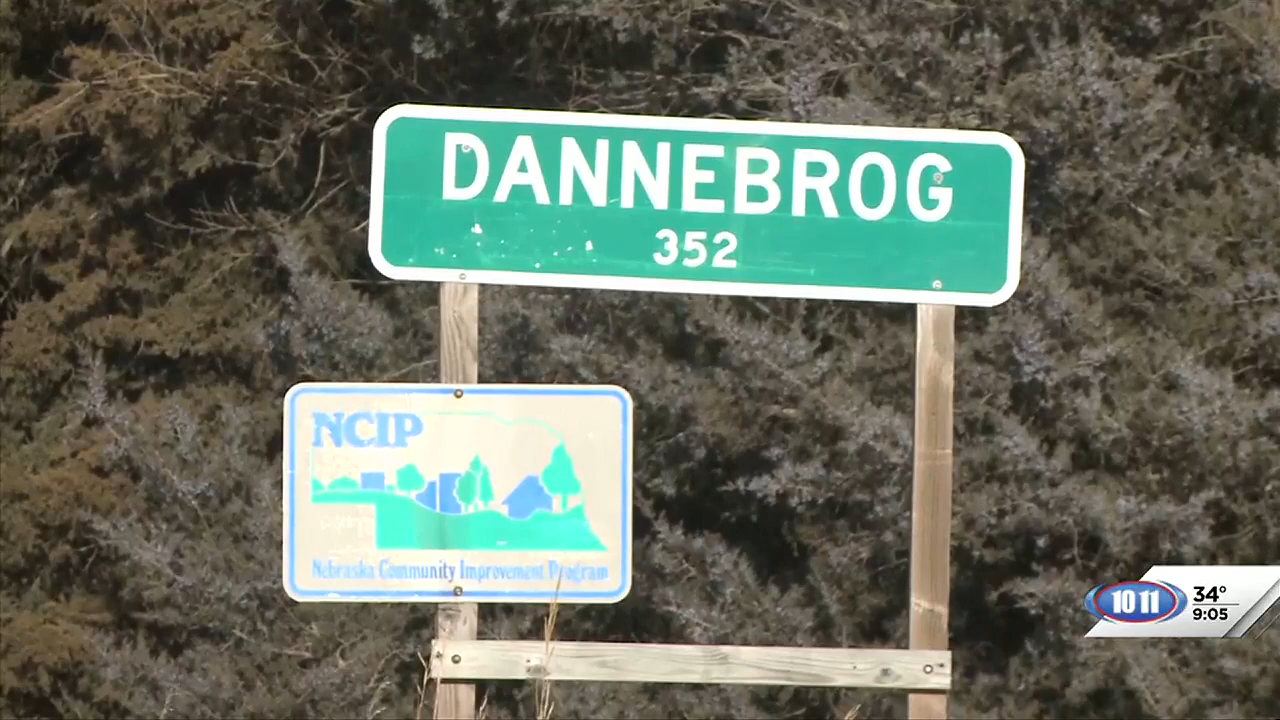 DANNEBROG
352
NCIP
Nebraska Community Improvement Program
10 11
34°
9:05